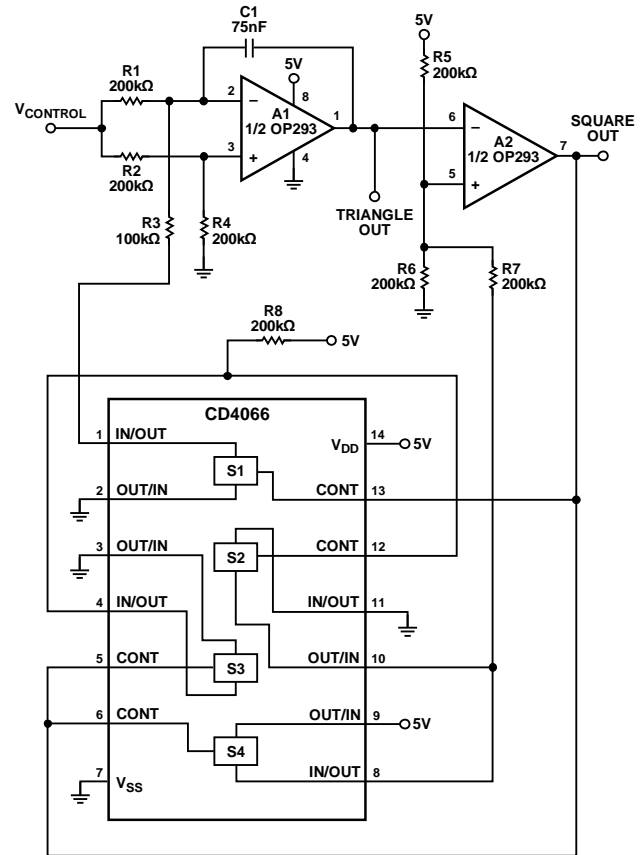 C1
75nF
5V
R1
200kΩ
5V
R5
200kΩ
VCONTROL
2
−
8
A1
1/2 OP293
1
6
−
A2
1/2 OP293
7
SQUARE
OUT
R2
200kΩ
3
+
4
5
+
TRIANGLE
OUT
R3
100kΩ
R4
200kΩ
R6
200kΩ
R7
200kΩ
R8
200kΩ
5V
CD4066
1
IN/OUT
S1
VDD
14
5V
2
OUT/IN
CONT
13
3
OUT/IN
S2
CONT
12
4
IN/OUT
IN/OUT
11
5
CONT
S3
OUT/IN
10
6
CONT
S4
OUT/IN
9
5V
7
VSS
IN/OUT
8